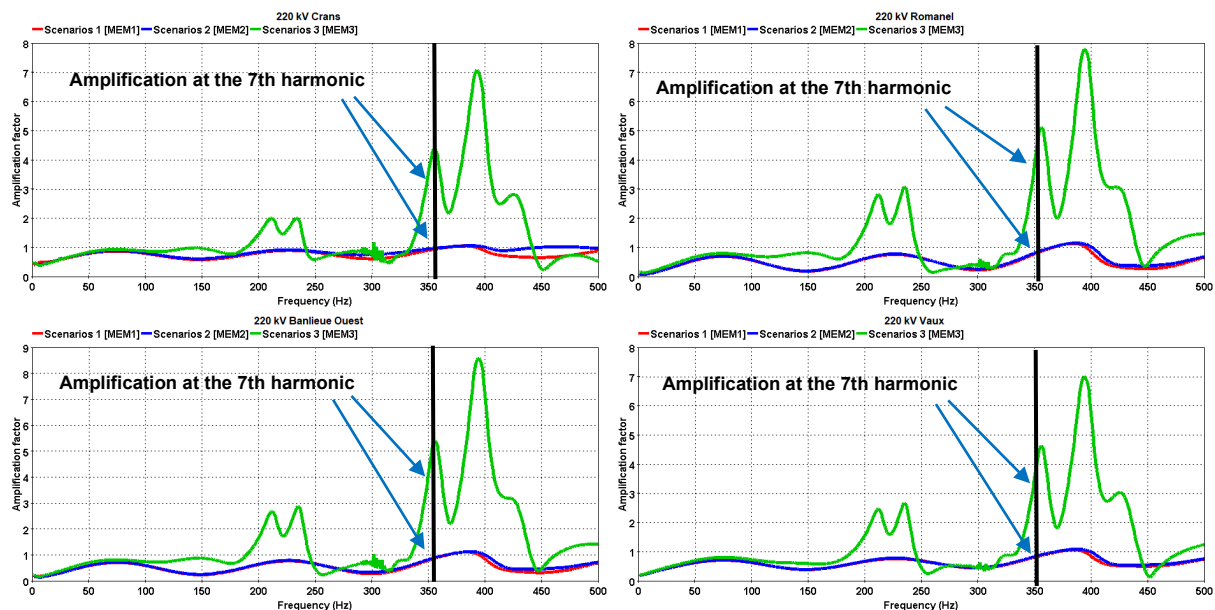 220 kV Crans
Scenarios 1 [MEM1] Scenarios 2 [MEM2] Scenarios 3 [MEM3]
8
7
6
5
4
3
2
1
0
Amplification factor
Amplification at the 7th harmonic
0 50 100 150 200 250 300 350 400 450 500
Frequency (Hz)
220 kV Romanel
Scenarios 1 [MEM1] Scenarios 2 [MEM2] Scenarios 3 [MEM3]
8
7
6
5
4
3
2
1
0
Amplification factor
Amplification at the 7th harmonic
0 50 100 150 200 250 300 350 400 450 500
Frequency (Hz)
220 kV Banlieue Ouest
Scenarios 1 [MEM1] Scenarios 2 [MEM2] Scenarios 3 [MEM3]
9
8
7
6
5
4
3
2
1
0
Amplification factor
Amplification at the 7th harmonic
0 50 100 150 200 250 300 350 400 450 500
Frequency (Hz)
220 kV Vaux
Scenarios 1 [MEM1] Scenarios 2 [MEM2] Scenarios 3 [MEM3]
8
7
6
5
4
3
2
1
0
Amplification factor
Amplification at the 7th harmonic
0 50 100 150 200 250 300 350 400 450 500
Frequency (Hz)